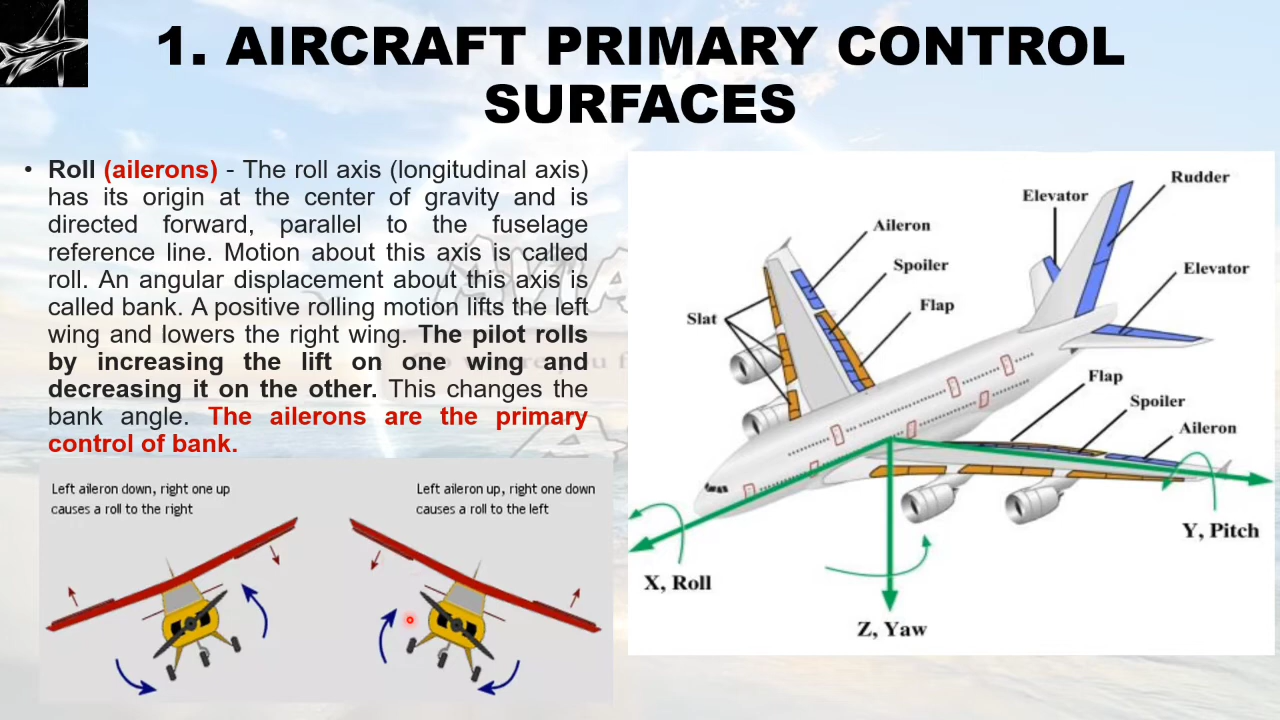 1. AIRCRAFT PRIMARY CONTROL
SURFACES
• Roll (ailerons) - The roll axis (longitudinal axis)
has its origin at the center of gravity and is
directed forward, parallel to the fuselage
reference line. Motion about this axis is called
roll. An angular displacement about this axis is
called bank. A positive rolling motion lifts the left
wing and lowers the right wing. The pilot rolls
by increasing the lift on one wing and
decreasing it on the other. This changes the
bank angle. The ailerons are the primary
control of bank.
Left aileron down, right one up
causes a roll to the right
Left aileron up, right one down
causes a roll to the left
Rudder
Elevator
Aileron
Spoiler
Elevator
Flap
Slat
Flap
Spoiler
Aileron
Y, Pitch
X, Roll
Z, Yaw